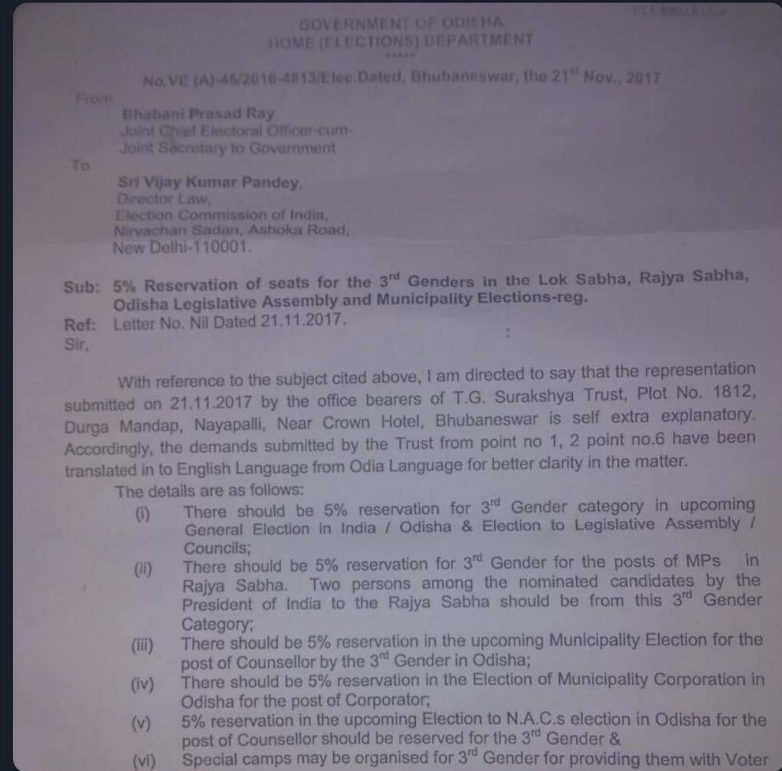 GOVERNMENT OF ODISHA
HOME (ELECTIONS) DEPARTMENT
*****
No.VE (A)-45/2016-4813/Elec.Dated, Bhubaneswar, the 21st Nov., 2017
From
Bhabani Prasad Ray
Joint Chief Electoral Officer-cum-
Joint Secretary to Government
To
Sri Vijay Kumar Pandey,
Director Law,
Election Commission of India,
Nirvachan Sadan, Ashoka Road,
New Delhi-110001.
Sub: 5% Reservation of seats for the 3rd Genders in the Lok Sabha, Rajya Sabha,
Odisha Legislative Assembly and Municipality Elections-reg.
Ref: Letter No. Nil Dated 21.11.2017.
Sir,
With reference to the subject cited above, I am directed to say that the representation
submitted on 21.11.2017 by the office bearers of T.G. Surakshya Trust, Plot No. 1812,
Durga Mandap, Nayapalli, Near Crown Hotel, Bhubaneswar is self extra explanatory.
Accordingly, the demands submitted by the Trust from point no 1, 2 point no.6 have been
translated in to English Language from Odia Language for better clarity in the matter.
The details are as follows:
(i) There should be 5% reservation for 3rd Gender category in upcoming
General Election in India / Odisha & Election to Legislative Assembly /
Councils;
(ii) There should be 5% reservation for 3rd Gender for the posts of MPs in
Rajya Sabha. Two persons among the nominated candidates by the
President of India to the Rajya Sabha should be from this 3rd Gender
Category;
(iii) There should be 5% reservation in the upcoming Municipality Election for the
post of Counsellor by the 3rd Gender in Odisha;
(iv) There should be 5% reservation in the Election of Municipality Corporation in
Odisha for the post of Corporator;
(v) 5% reservation in the upcoming Election to N.A.C.s election in Odisha for the
post of Counsellor should be reserved for the 3rd Gender &
(vi) Special camps may be organised for 3rd Gender for providing them with Voter